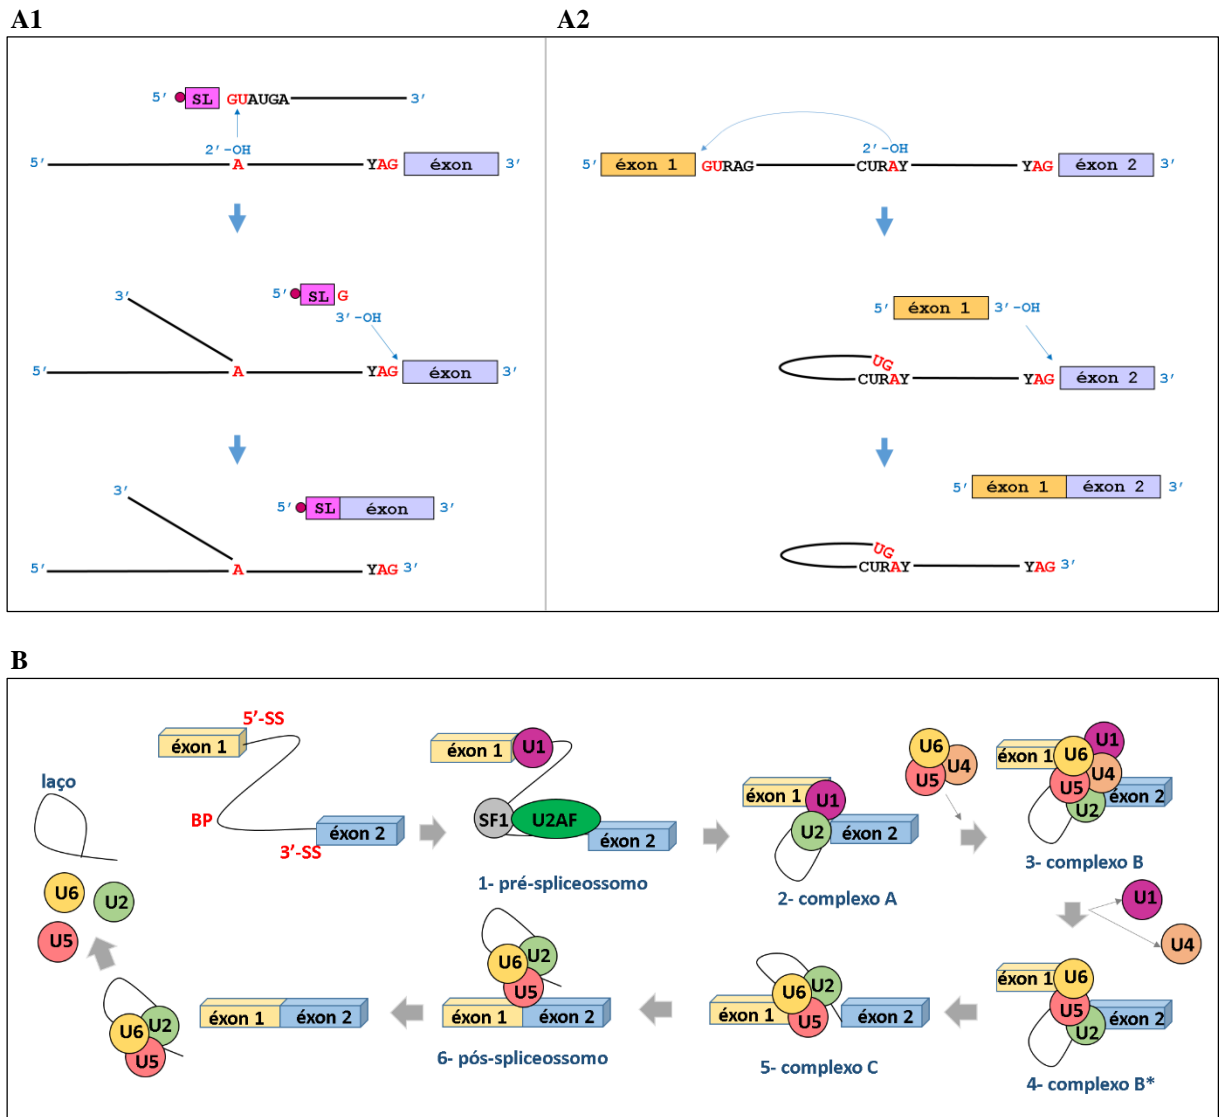 A1
5' SL GUAUGA 3'
2'-OH
5' A YAG éxon 3'
3' 5' SL G
3'-OH
5' A YAG éxon 3'
3' 5' SL éxon 3'
5' A YAG 3'
A2
2'-OH
5' éxon 1 GURAG CURAY YAG éxon 2 3'
5' éxon 1 3'-OH
UG
CURAY YAG éxon 2 3'
5' éxon 1 éxon 2 3'
UG
CURAY YAG 3'
B
5'-SS
éxon 1
BP
éxon 2
3'-SS
éxon 1 U1
SF1 U2AF
éxon 2
1- pré-spliceossomo
éxon 1 U1
U2 éxon 2
2- complexo A
U6
U5 U4
U1
éxon 1 U6
U4
U5
U2 éxon 2
3- complexo B
U1
U4
éxon 1 U6
U5
U2 éxon 2
4- complexo B*
U2
U6
éxon 1 U5 éxon 2
5- complexo C
U6 U2
U5
éxon 1 éxon 2
6- pós-spliceossomo
éxon 1 éxon 2
U6 U2
U5
laço
U6 U2
U5